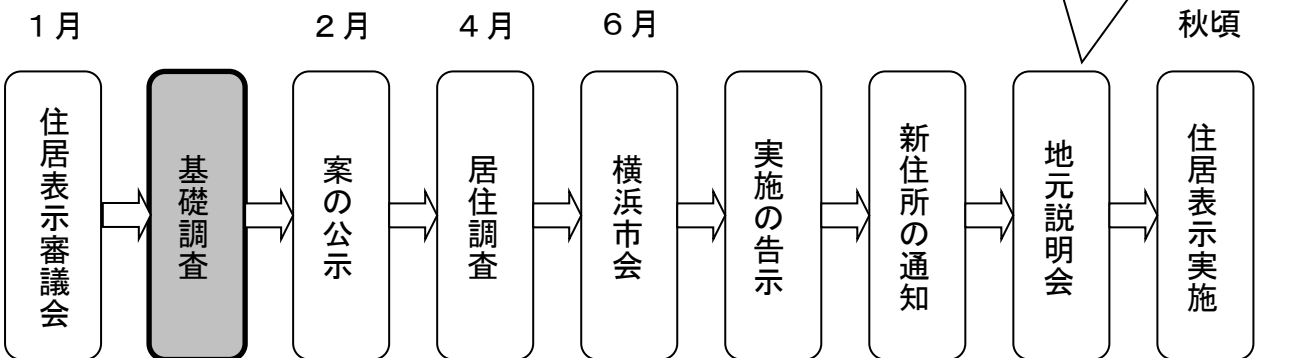 １月
２月
４月
６月
秋頃
住居表示審議会
基礎調査
案の公示
居住調査
横浜市会
実施の告示
新住所の通知
地元説明会
住居表示実施